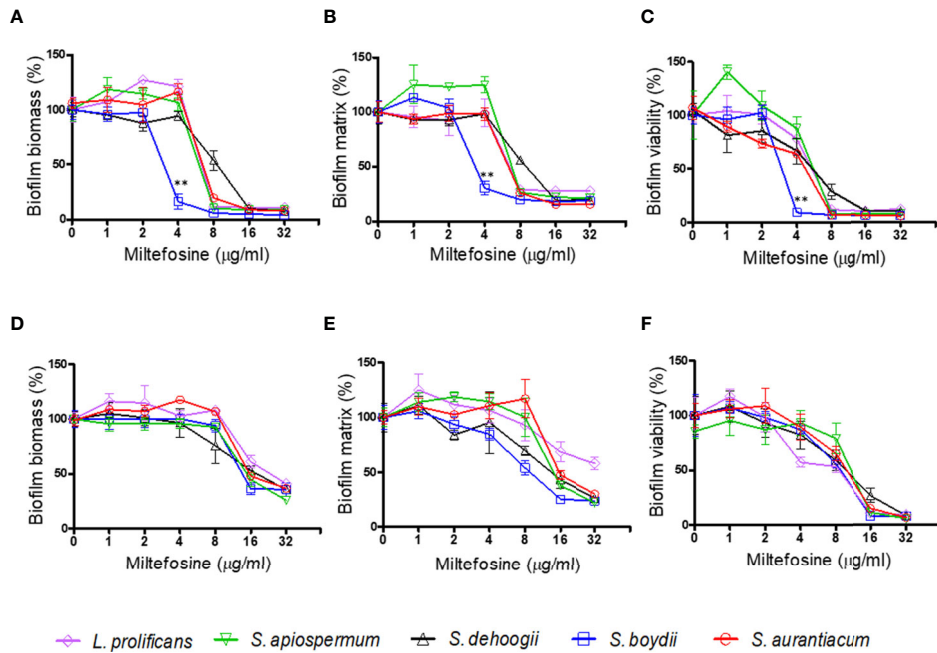 A
B
C
Biofilm biomass (%)
150
100
50
0
**
0 1 2 4 8 16 32
Miltefosine (μg/ml)
Biofilm matrix (%)
150
100
50
0
**
0 1 2 4 8 16 32
Miltefosine (μg/ml)
Biofilm viability (%)
150
100
50
0
**
0 1 2 4 8 16 32
Miltefosine (μg/ml)
D
E
F
Biofilm biomass (%)
150
100
50
0
0 1 2 4 8 16 32
Miltefosine (μg/ml)
Biofilm matrix (%)
150
100
50
0
0 1 2 4 8 16 32
Miltefosine (μg/ml)
Biofilm viability (%)
150
100
50
0
0 1 2 4 8 16 32
Miltefosine (μg/ml)
L. prolificans S. apiospermum S. dehoogii S. boydii S. aurantiacum